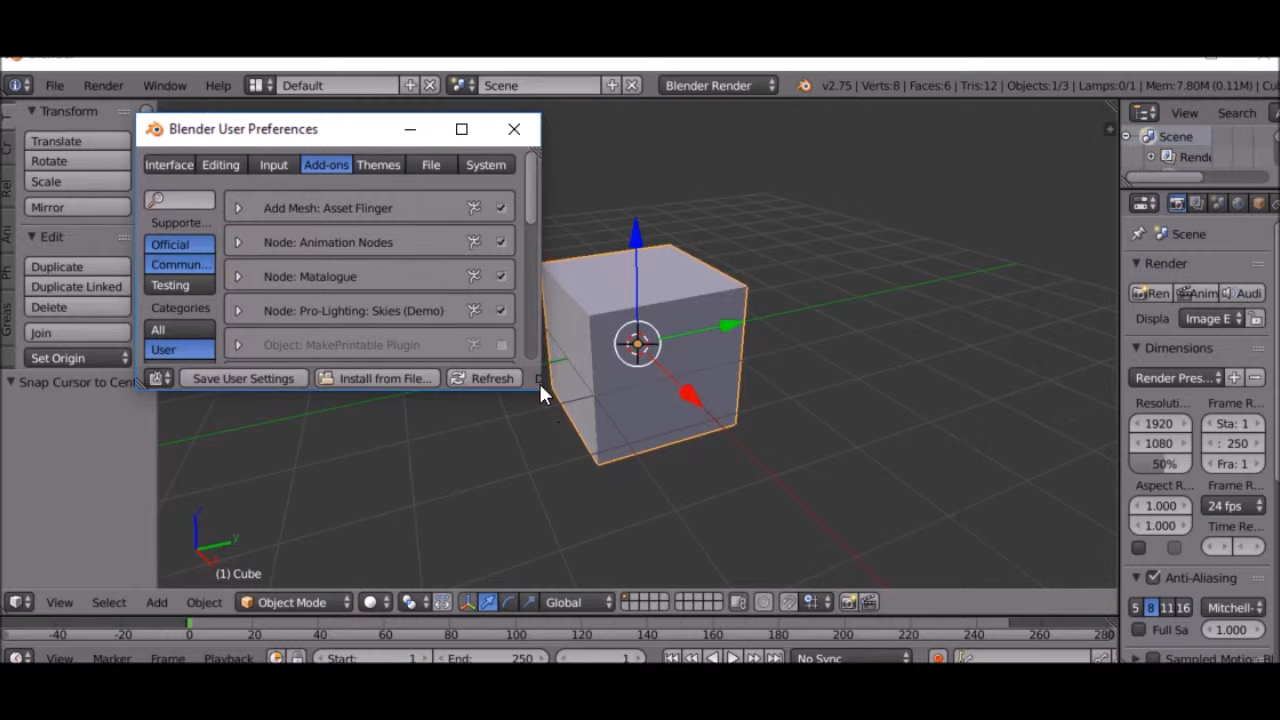 File Render Window Help Default Scene Blender Render v2.75 | Verts:8 | Faces:6 | Tris:12 | Objects:1/3 | Lamps:0/1 | Mem:7.80M (0.11M) |
Transform
Translate
Rotate
Scale
Mirror
Edit
Duplicate
Duplicate Linked
Delete
Join
Set Origin
Snap Cursor to Cen
Blender User Preferences
Interface Editing Input Add-ons Themes File System
Supporte...
Official
Commun...
Testing
Categories
All
User
Add Mesh: Asset Flinger
Node: Animation Nodes
Node: Matalogue
Node: Pro-Lighting: Skies (Demo)
Object: MakePrintable Plugin
Save User Settings Install from File... Refresh
(1) Cube
View Search
Scene
Rende
Scene
Render
Ren Anim Audi
Displa Image E
Dimensions
Render Pres...
Resoluti... Frame R...
1920 Sta: 1
1080 : 250
50% Fra: 1
Aspect R... Frame R...
1.000 24 fps
1.000 Time Re...
Anti-Aliasing
5 8 11 16 Mitchell-
Full Sa 1.000
Sampled Motion
View Select Add Object Object Mode Global
-40 -20 0 20 40 60 80 100 120 140 160 180 200 220 240 260 280
View Marker Frame Playback Start: 1 End: 250 1 No Sync